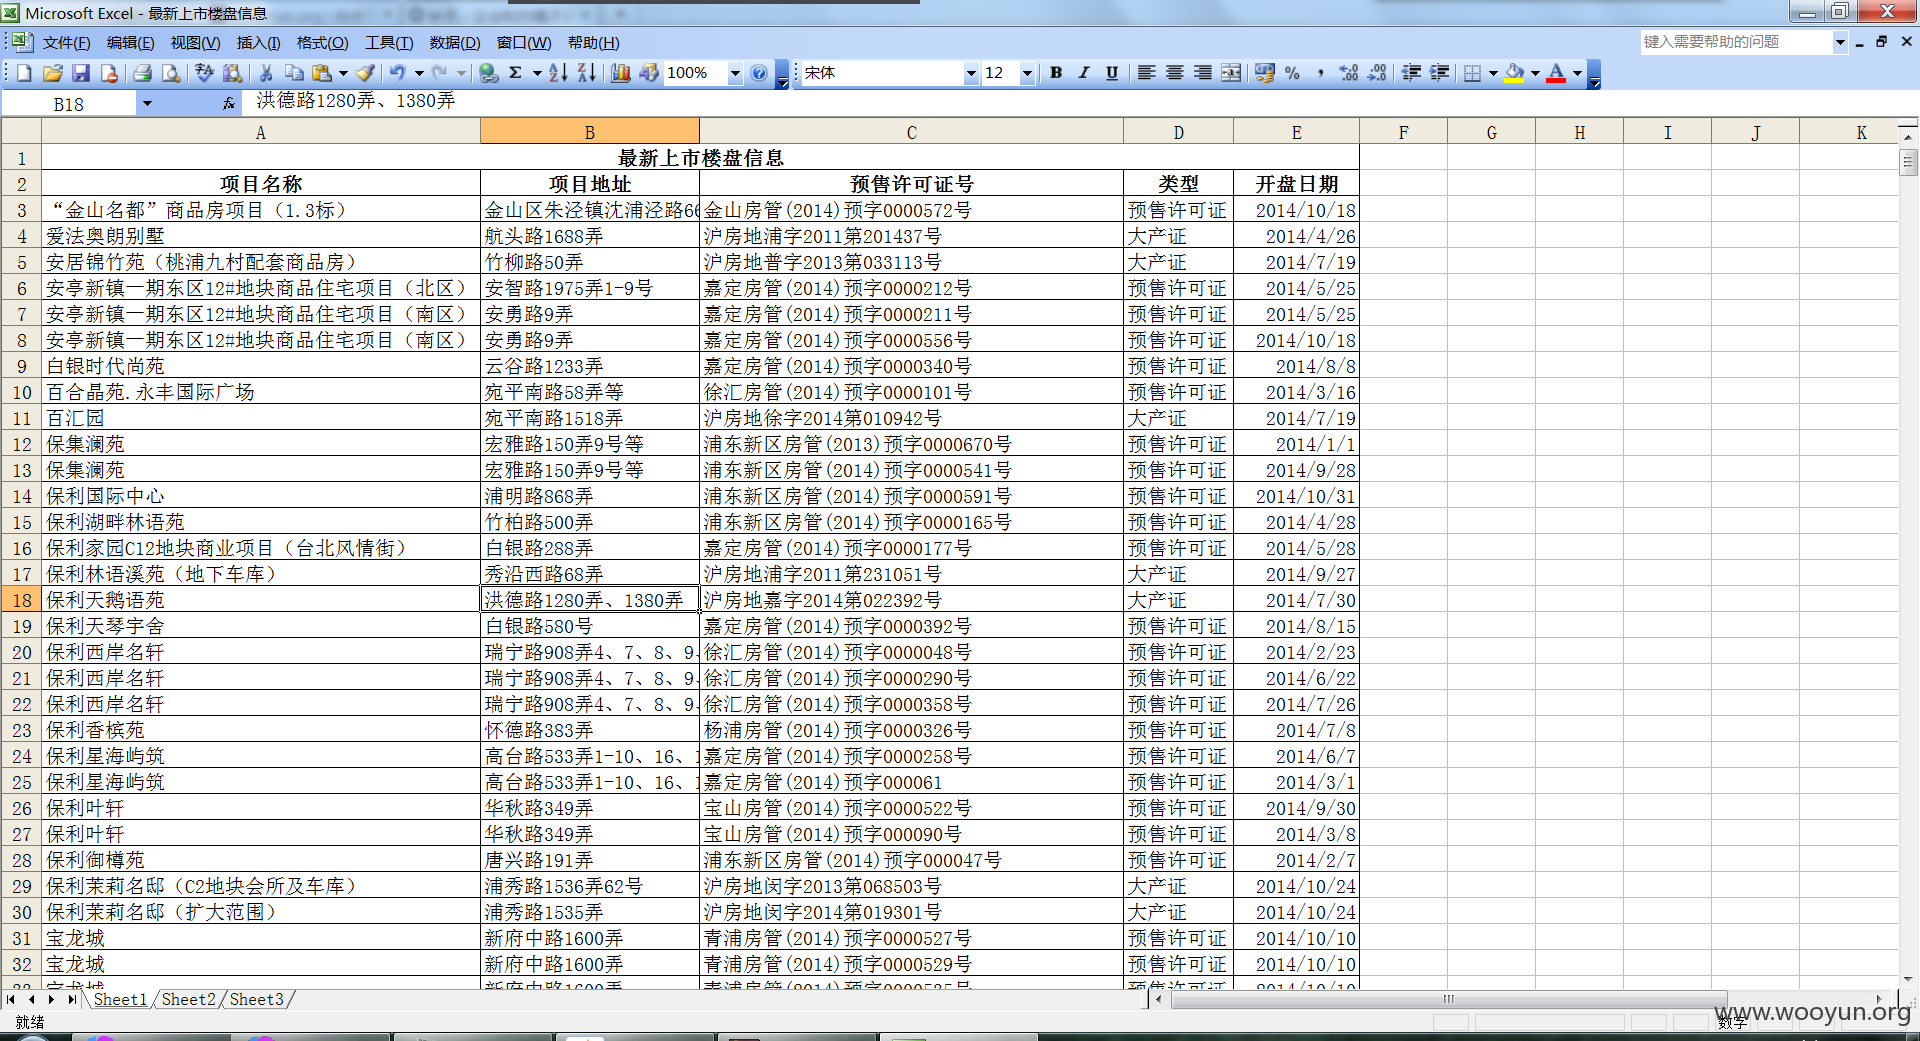 Microsoft Excel - 最新上市楼盘信息
文件(F) 编辑(E) 视图(V) 插入(I) 格式(O) 工具(T) 数据(D) 窗口(W) 帮助(H) 键入需要帮助的问题
100% 宋体 12 B I U
B18 fx 洪德路1280弄、1380弄
A B C D E F G H I J K
1 最新上市楼盘信息
2 项目名称 项目地址 预售许可证号 类型 开盘日期
3 “金山名都”商品房项目（1.3标） 金山区朱泾镇沈浦泾路6 金山房管(2014)预字0000572号 预售许可证 2014/10/18
4 爱法奥朗别墅 航头路1688弄 沪房地浦字2011第201437号 大产证 2014/4/26
5 安居锦竹苑（桃浦九村配套商品房） 竹柳路50弄 沪房地普字2013第033113号 大产证 2014/7/19
6 安亭新镇一期东区12#地块商品住宅项目（北区） 安智路1975弄1-9号 嘉定房管(2014)预字0000212号 预售许可证 2014/5/25
7 安亭新镇一期东区12#地块商品住宅项目（南区） 安勇路9弄 嘉定房管(2014)预字0000211号 预售许可证 2014/5/25
8 安亭新镇一期东区12#地块商品住宅项目（南区） 安勇路9弄 嘉定房管(2014)预字0000556号 预售许可证 2014/10/18
9 白银时代尚苑 云谷路1233弄 嘉定房管(2014)预字0000340号 预售许可证 2014/8/8
10 百合晶苑.永丰国际广场 宛平南路58弄等 徐汇房管(2014)预字0000101号 预售许可证 2014/3/16
11 百汇园 宛平南路1518弄 沪房地徐字2014第010942号 大产证 2014/7/19
12 保集澜苑 宏雅路150弄9号等 浦东新区房管(2013)预字0000670号 预售许可证 2014/1/1
13 保集澜苑 宏雅路150弄9号等 浦东新区房管(2014)预字0000541号 预售许可证 2014/9/28
14 保利国际中心 浦明路868弄 浦东新区房管(2014)预字0000591号 预售许可证 2014/10/31
15 保利湖畔林语苑 竹柏路500弄 浦东新区房管(2014)预字0000165号 预售许可证 2014/4/28
16 保利家园C12地块商业项目（台北风情街） 白银路288弄 嘉定房管(2014)预字0000177号 预售许可证 2014/5/28
17 保利林语溪苑（地下车库） 秀沿西路68弄 沪房地浦字2011第231051号 大产证 2014/9/27
18 保利天鹅语苑 洪德路1280弄、1380弄 沪房地嘉字2014第022392号 大产证 2014/7/30
19 保利天琴宇舍 白银路580号 嘉定房管(2014)预字0000392号 预售许可证 2014/8/15
20 保利西岸名轩 瑞宁路908弄4、7、8、9、 徐汇房管(2014)预字0000048号 预售许可证 2014/2/23
21 保利西岸名轩 瑞宁路908弄4、7、8、9、 徐汇房管(2014)预字0000290号 预售许可证 2014/6/22
22 保利西岸名轩 瑞宁路908弄4、7、8、9、 徐汇房管(2014)预字0000358号 预售许可证 2014/7/26
23 保利香槟苑 怀德路383弄 杨浦房管(2014)预字0000326号 预售许可证 2014/7/8
24 保利星海屿筑 高台路533弄1-10、16、1 嘉定房管(2014)预字0000258号 预售许可证 2014/6/7
25 保利星海屿筑 高台路533弄1-10、16、1 嘉定房管(2014)预字000061 预售许可证 2014/3/1
26 保利叶轩 华秋路349弄 宝山房管(2014)预字0000522号 预售许可证 2014/9/30
27 保利叶轩 华秋路349弄 宝山房管(2014)预字000090号 预售许可证 2014/3/8
28 保利御樽苑 唐兴路191弄 浦东新区房管(2014)预字000047号 预售许可证 2014/2/7
29 保利茉莉名邸（C2地块会所及车库） 浦秀路1536弄62号 沪房地闵字2013第068503号 大产证 2014/10/24
30 保利茉莉名邸（扩大范围） 浦秀路1535弄 沪房地闵字2014第019301号 大产证 2014/10/24
31 宝龙城 新府中路1600弄 青浦房管(2014)预字0000527号 预售许可证 2014/10/10
32 宝龙城 新府中路1600弄 青浦房管(2014)预字0000529号 预售许可证 2014/10/10
Sheet1 Sheet2 Sheet3
就绪 数字
www.wooyun.org